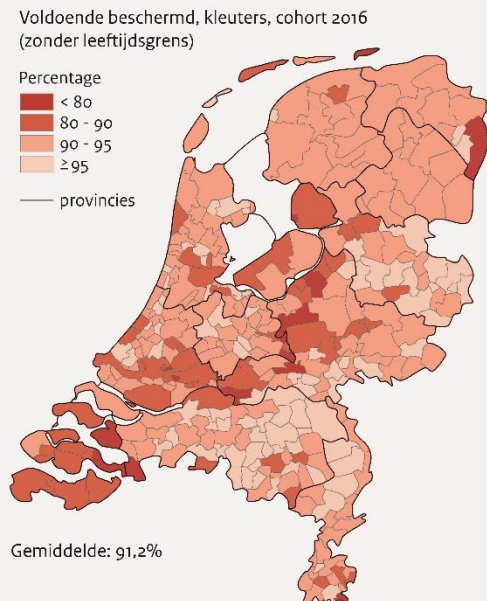 Voldoende beschermd, kleuters, cohort 2016
(zonder leeftijdsgrens)
Percentage
< 80
80 - 90
90 - 95
≥ 95
provincies
Gemiddelde: 91,2%